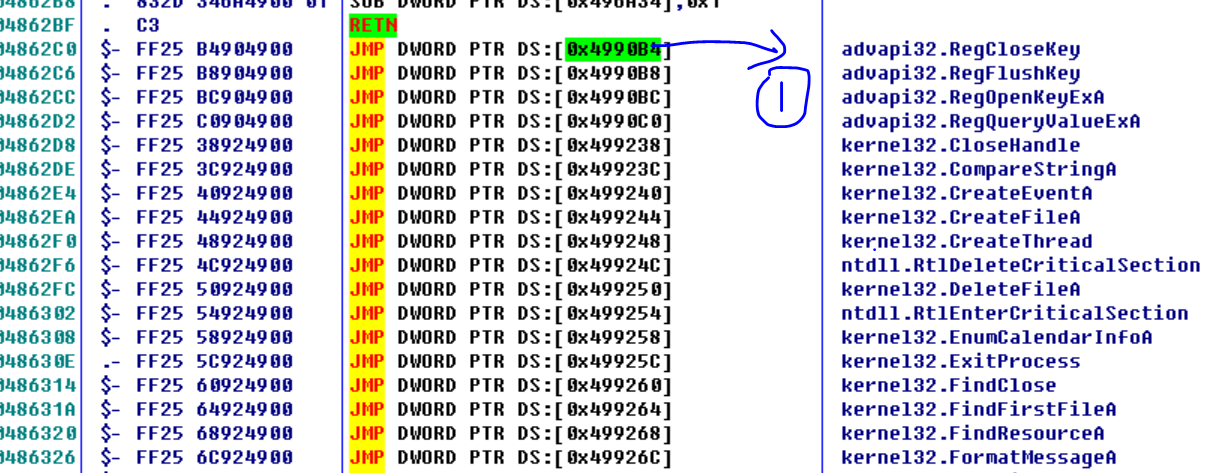 04862B8 . 832D 346A4900 01 SUB DWORD PTR DS:[0x496A34],0x1
04862BF . C3 RETN
04862C0 $- FF25 B4904900 JMP DWORD PTR DS:[0x4990B4] advapi32.RegCloseKey
04862C6 $- FF25 B8904900 JMP DWORD PTR DS:[0x4990B8] advapi32.RegFlushKey
1
04862CC $- FF25 BC904900 JMP DWORD PTR DS:[0x4990BC] advapi32.RegOpenKeyExA
04862D2 $- FF25 C0904900 JMP DWORD PTR DS:[0x4990C0] advapi32.RegQueryValueExA
04862D8 $- FF25 38924900 JMP DWORD PTR DS:[0x499238] kernel32.CloseHandle
04862DE $- FF25 3C924900 JMP DWORD PTR DS:[0x49923C] kernel32.CompareStringA
04862E4 $- FF25 40924900 JMP DWORD PTR DS:[0x499240] kernel32.CreateEventA
04862EA $- FF25 44924900 JMP DWORD PTR DS:[0x499244] kernel32.CreateFileA
04862F0 $- FF25 48924900 JMP DWORD PTR DS:[0x499248] kernel32.CreateThread
04862F6 $- FF25 4C924900 JMP DWORD PTR DS:[0x49924C] ntdll.RtlDeleteCriticalSection
04862FC $- FF25 50924900 JMP DWORD PTR DS:[0x499250] kernel32.DeleteFileA
0486302 $- FF25 54924900 JMP DWORD PTR DS:[0x499254] ntdll.RtlEnterCriticalSection
0486308 $- FF25 58924900 JMP DWORD PTR DS:[0x499258] kernel32.EnumCalendarInfoA
048630E .- FF25 5C924900 JMP DWORD PTR DS:[0x49925C] kernel32.ExitProcess
0486314 $- FF25 60924900 JMP DWORD PTR DS:[0x499260] kernel32.FindClose
048631A $- FF25 64924900 JMP DWORD PTR DS:[0x499264] kernel32.FindFirstFileA
0486320 $- FF25 68924900 JMP DWORD PTR DS:[0x499268] kernel32.FindResourceA
0486326 $- FF25 6C924900 JMP DWORD PTR DS:[0x49926C] kernel32.FormatMessageA